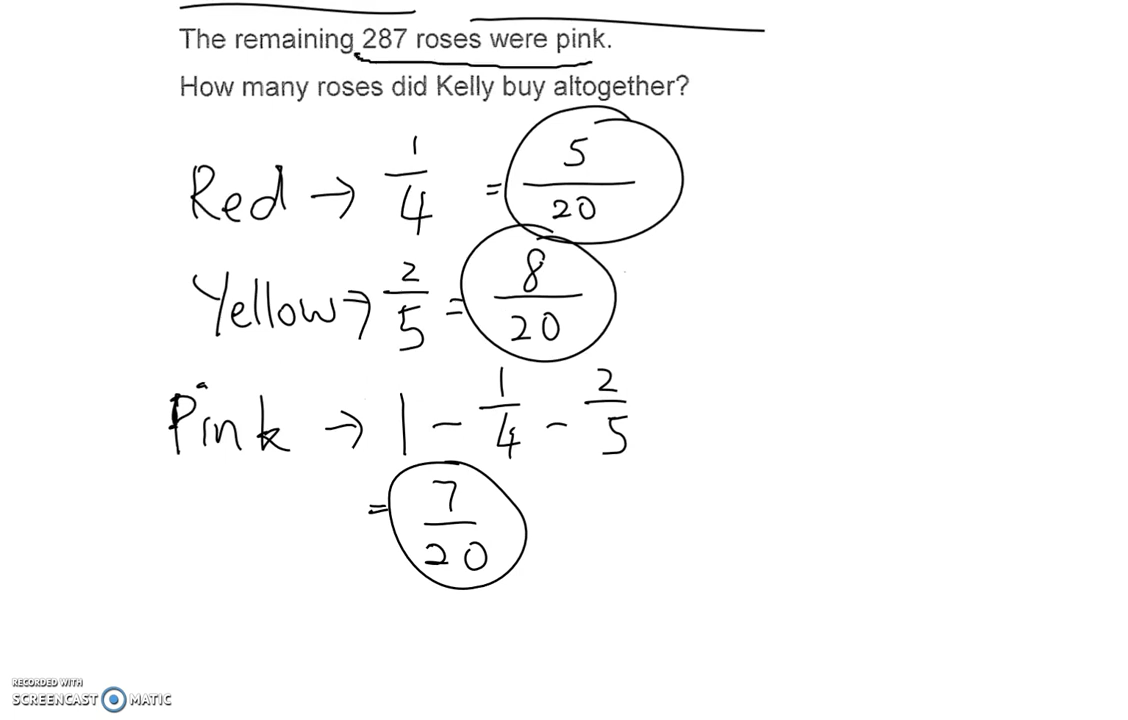 The remaining 287 roses were pink.
How many roses did Kelly buy altogether?
Red → 1/4 = 5/20
Yellow → 2/5 = 8/20
Pink → 1 - 1/4 - 2/5
= 7/20
RECORDED WITH
SCREENCAST MATIC